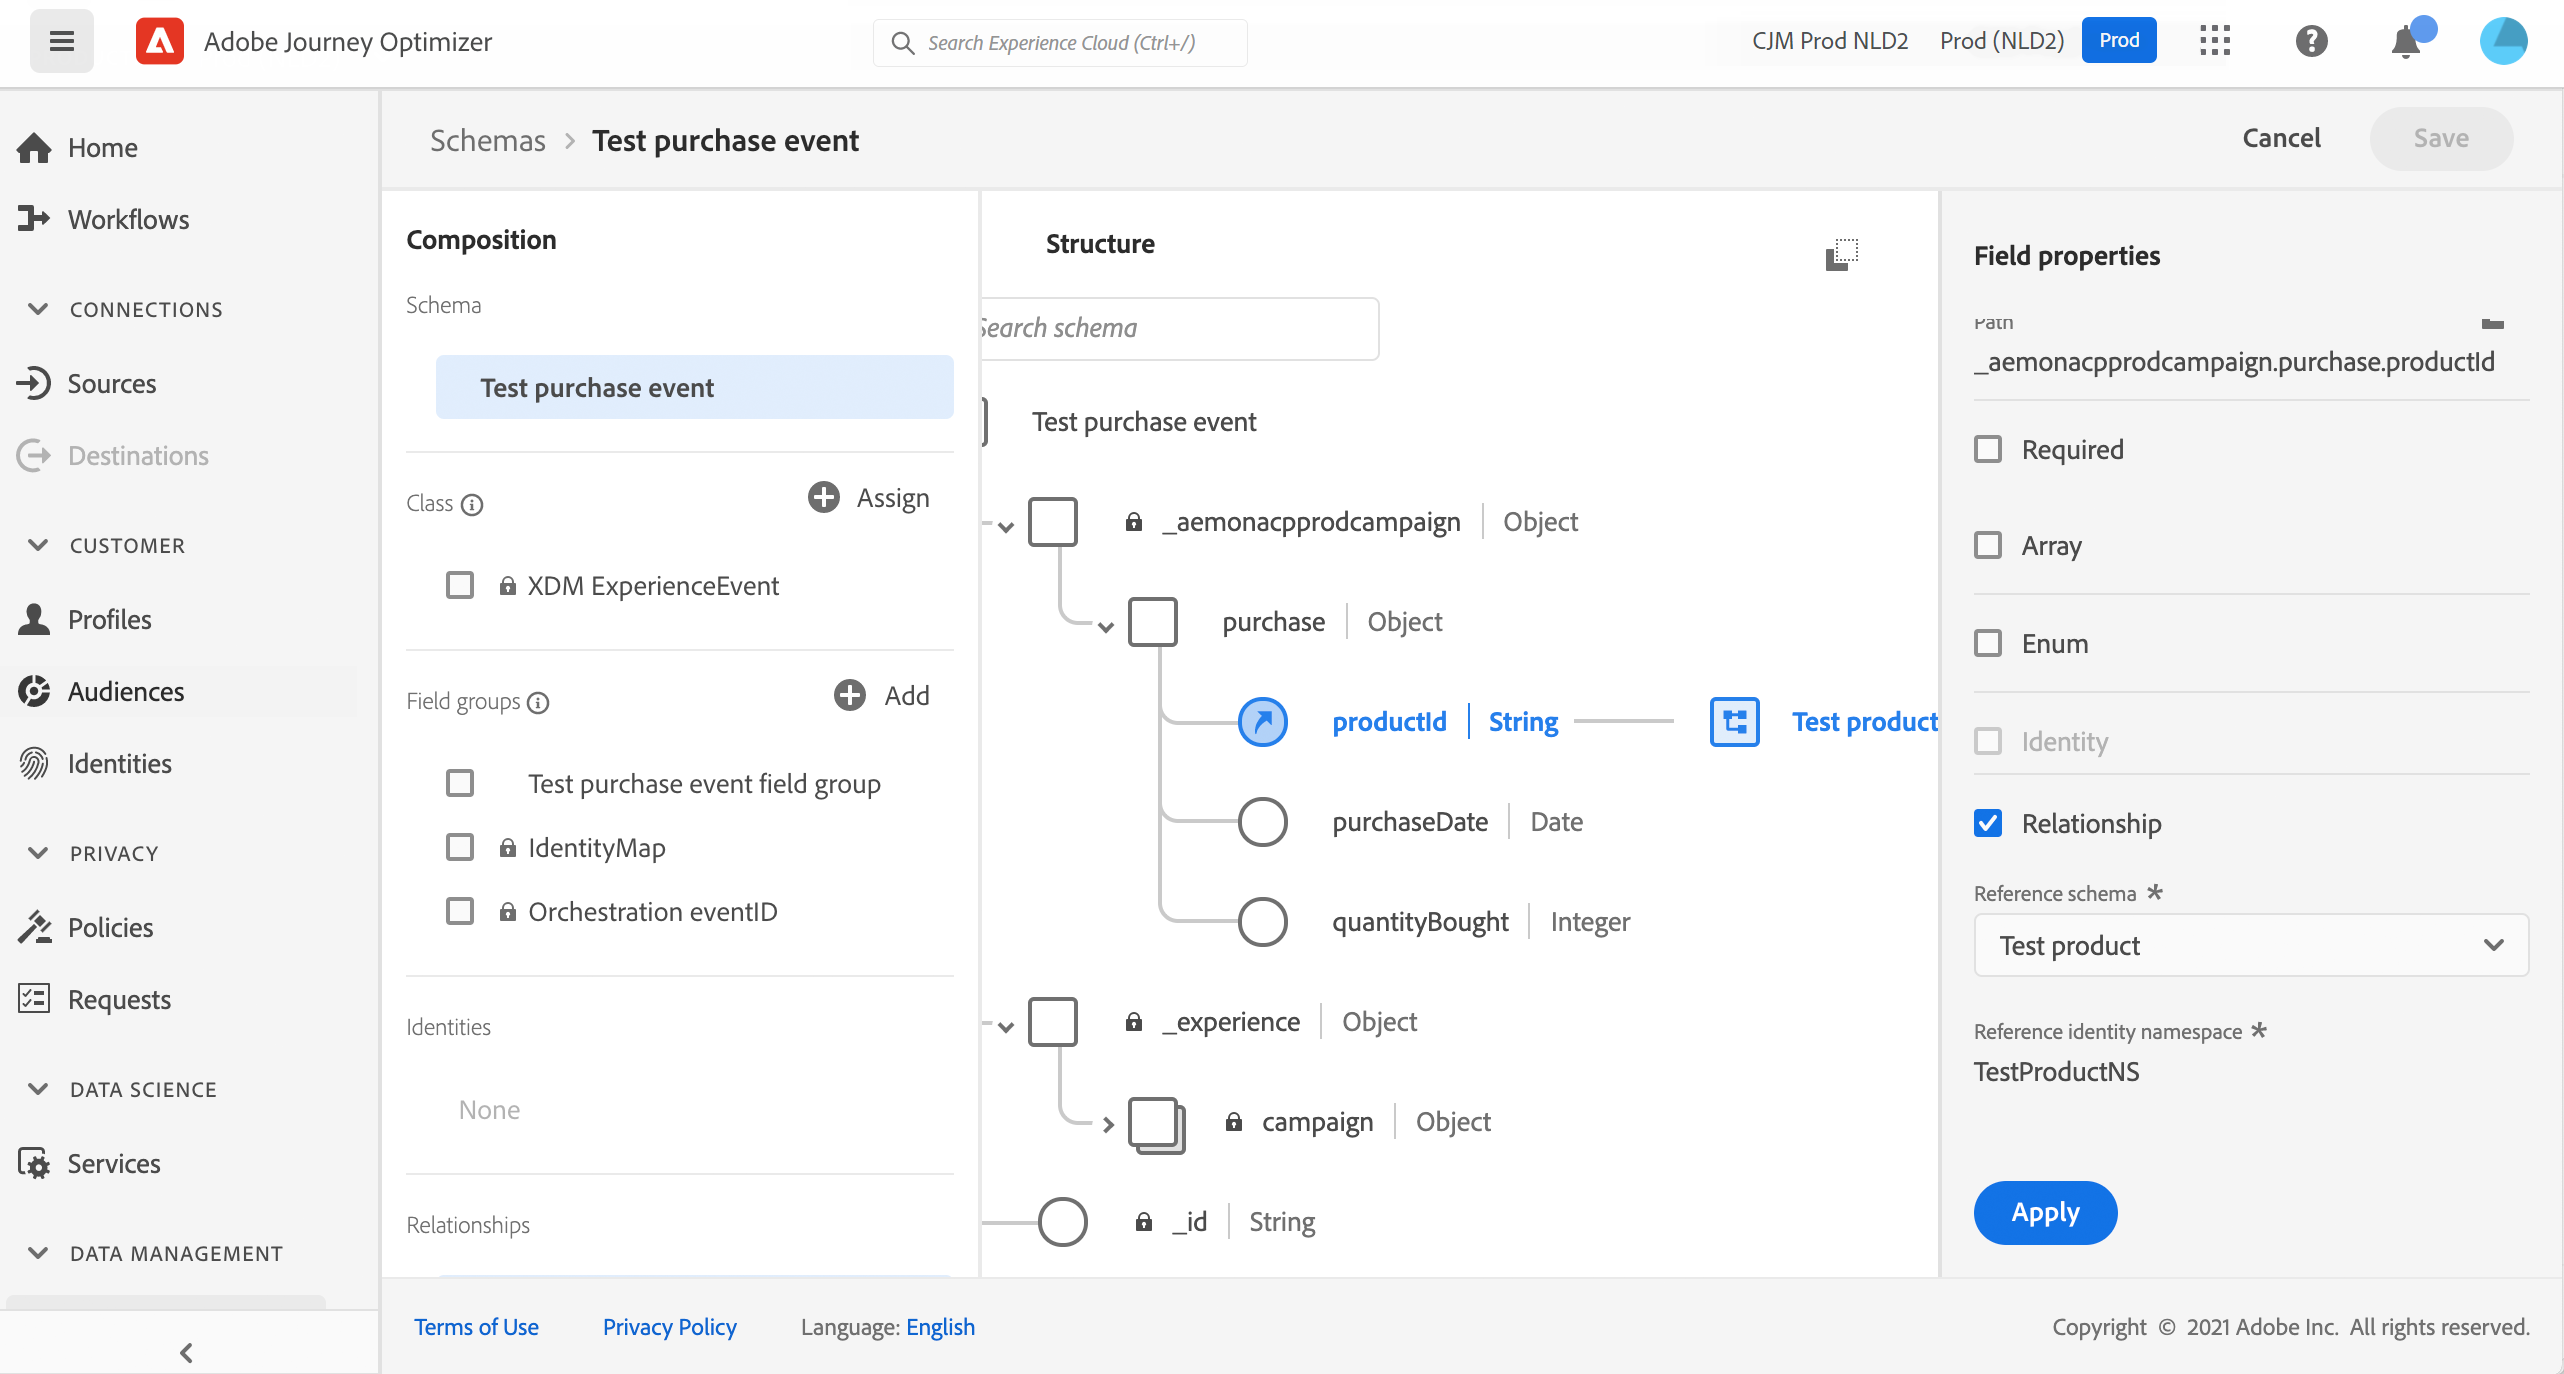 Adobe Journey Optimizer
Search Experience Cloud (Ctrl+/)
CJM Prod NLD2
Prod (NLD2)
Prod
Home
Workflows
CONNECTIONS
Sources
Destinations
CUSTOMER
Profiles
Audiences
Identities
PRIVACY
Policies
Requests
DATA SCIENCE
Services
DATA MANAGEMENT
Schemas > Test purchase event
Cancel
Save
Composition
Schema
Test purchase event
Class
Assign
XDM ExperienceEvent
Field groups
Add
Test purchase event field group
IdentityMap
Orchestration eventID
Identities
None
Relationships
Structure
Search schema
Test purchase event
_aemonacpprodcampaign | Object
purchase | Object
productId | String
Test product
purchaseDate | Date
quantityBought | Integer
_experience | Object
campaign | Object
_id | String
Field properties
Path
_aemonacpprodcampaign.purchase.productId
Required
Array
Enum
Identity
Relationship
Reference schema *
Test product
Reference identity namespace *
TestProductNS
Apply
Terms of Use
Privacy Policy
Language: English
Copyright © 2021 Adobe Inc. All rights reserved.